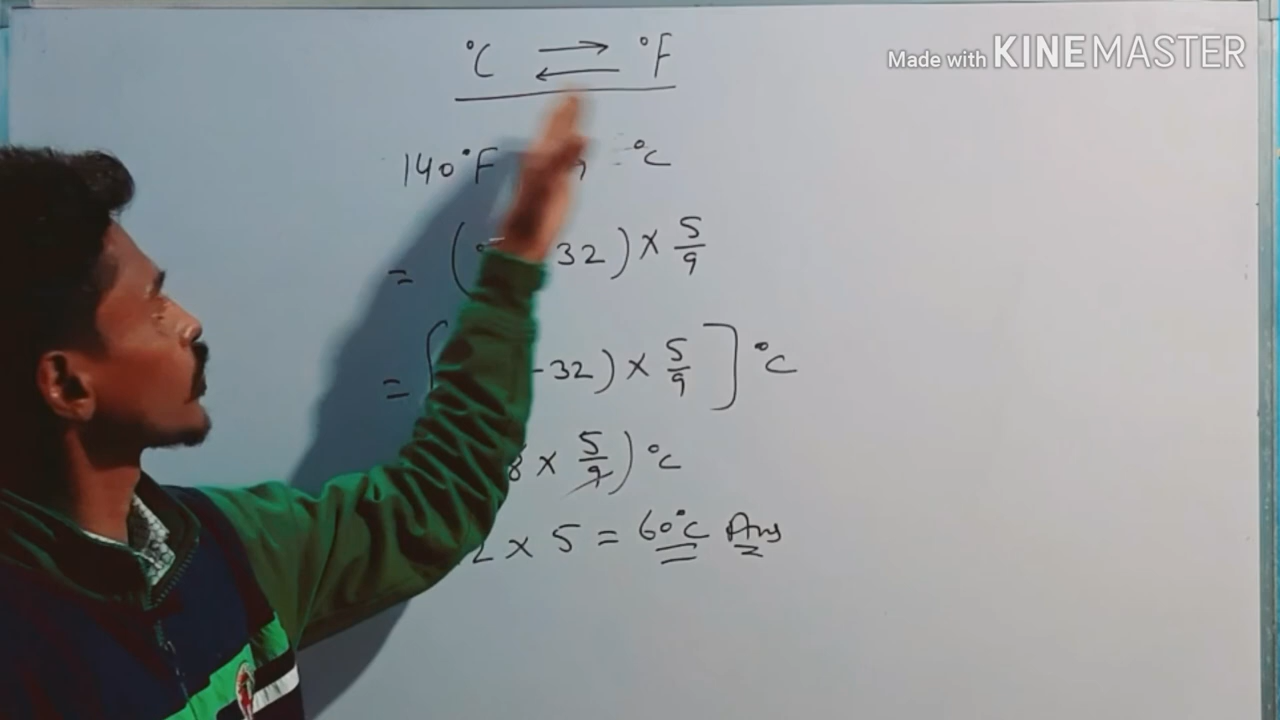 Made with KINEMASTER
°C ⇄ °F
140°F = °C
= ( 32) × 5/9
= [ -32) × 5/9 ] °C
8 × 5/9) °C
2 × 5 = 60°C Ans